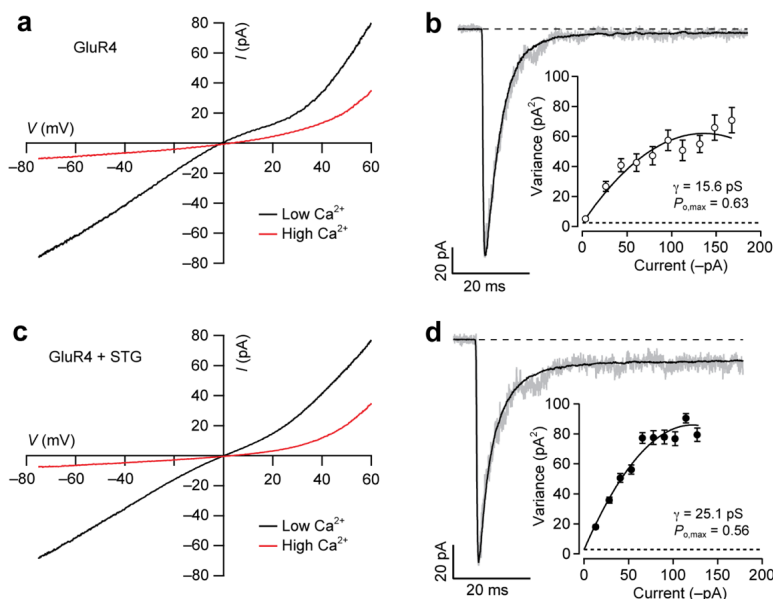 a
GluR4
I (pA)
80
60
40
20
V (mV)
–80 –60 –40 –20 0 20 40 60
–20
–40
–60
–80
Low Ca2+
High Ca2+
b
20 pA
20 ms
Variance (pA2)
100
80
60
40
20
0
γ = 15.6 pS
Po,max = 0.63
0 50 100 150 200
Current (–pA)
c
GluR4 + STG
I (pA)
80
60
40
20
V (mV)
–80 –60 –40 –20 0 20 40 60
–20
–40
–60
–80
Low Ca2+
High Ca2+
d
20 pA
20 ms
Variance (pA2)
100
80
60
40
20
0
γ = 25.1 pS
Po,max = 0.56
0 50 100 150 200
Current (–pA)